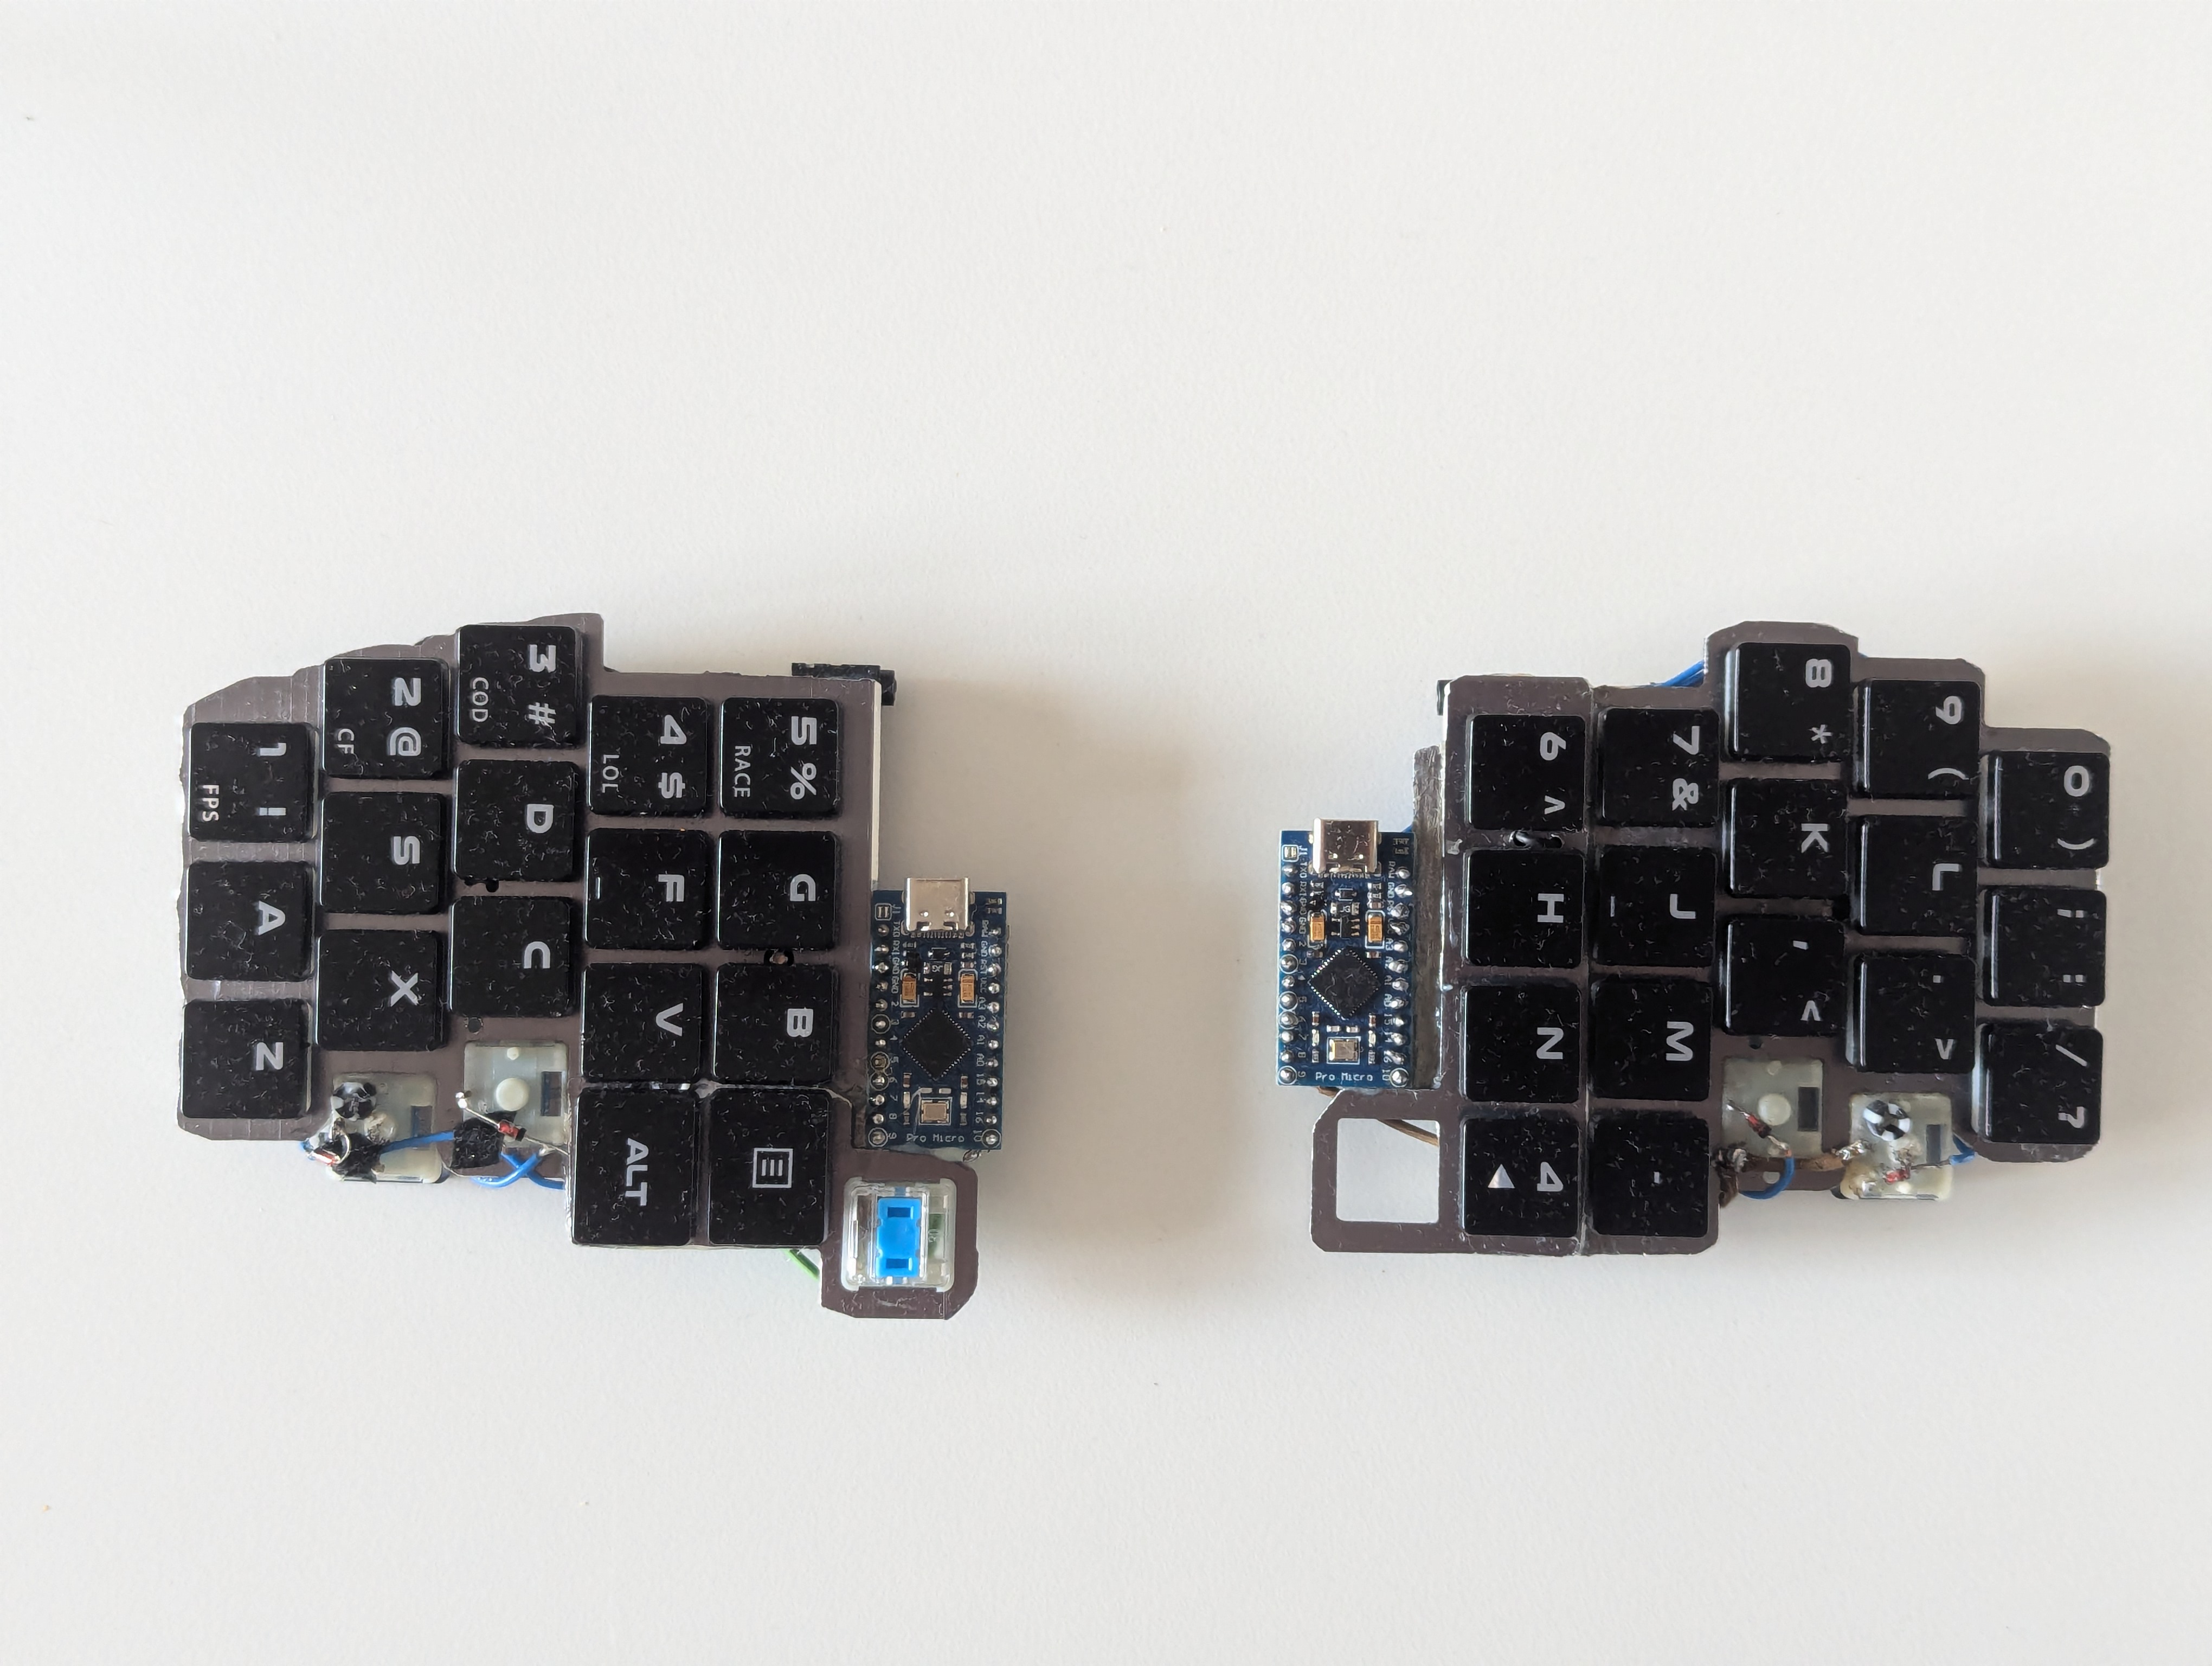 3 #
COD
2 @
CF
4 $
LOL
5 %
RACE
1 !
FPS
D
S
F
G
A
C
X
V
B
Z
ALT
Pro Micro
8 *
9 (
6 ^
7 &
0 )
K
L
H
J
; :
, <
. >
N
M
/ ?
4
-
Pro Micro